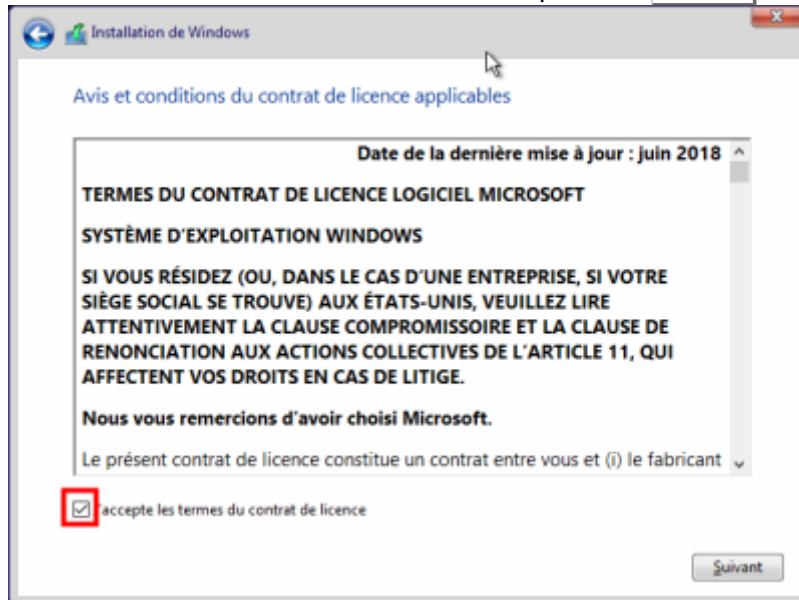 Installation de Windows
Avis et conditions du contrat de licence applicables
Date de la dernière mise à jour : juin 2018
TERMES DU CONTRAT DE LICENCE LOGICIEL MICROSOFT
SYSTÈME D'EXPLOITATION WINDOWS
SI VOUS RÉSIDEZ (OU, DANS LE CAS D'UNE ENTREPRISE, SI VOTRE
SIÈGE SOCIAL SE TROUVE) AUX ÉTATS-UNIS, VEUILLEZ LIRE
ATTENTIVEMENT LA CLAUSE COMPROMISSOIRE ET LA CLAUSE DE
RENONCIATION AUX ACTIONS COLLECTIVES DE L'ARTICLE 11, QUI
AFFECTENT VOS DROITS EN CAS DE LITIGE.
Nous vous remercions d'avoir choisi Microsoft.
Le présent contrat de licence constitue un contrat entre vous et (i) le fabricant
accepte les termes du contrat de licence
Suivant